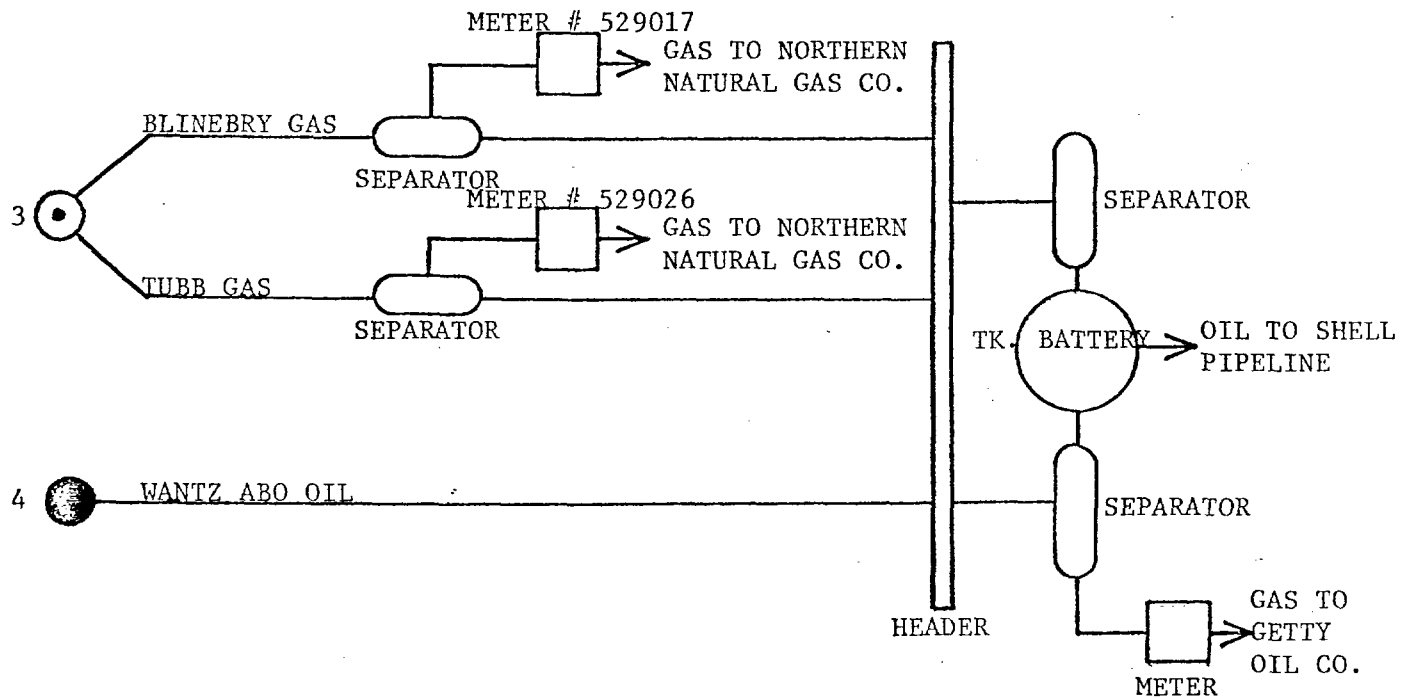 METER # 529017
GAS TO NORTHERN
NATURAL GAS CO.
BLINEBRY GAS
SEPARATOR
3
METER # 529026
GAS TO NORTHERN
NATURAL GAS CO.
TUBB GAS
SEPARATOR
SEPARATOR
TK. BATTERY
OIL TO SHELL
PIPELINE
4
WANTZ ABO OIL
SEPARATOR
HEADER
GAS TO
GETTY
OIL CO.
METER